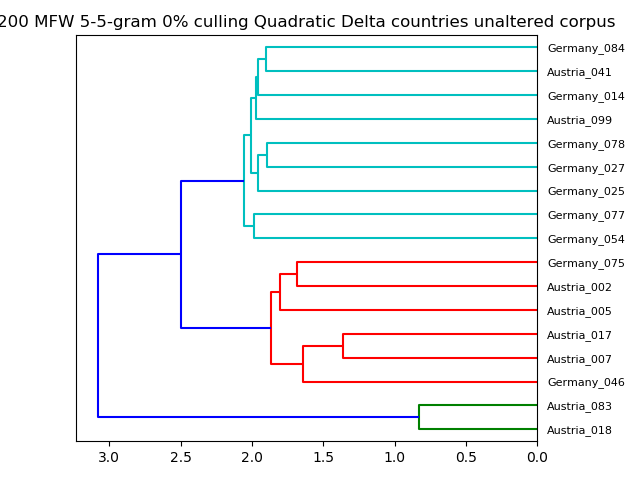 200 MFW 5-5-gram 0% culling Quadratic Delta countries unaltered corpus
Germany_084
Austria_041
Germany_014
Austria_099
Germany_078
Germany_027
Germany_025
Germany_077
Germany_054
Germany_075
Austria_002
Austria_005
Austria_017
Austria_007
Germany_046
Austria_083
Austria_018
3.0 2.5 2.0 1.5 1.0 0.5 0.0